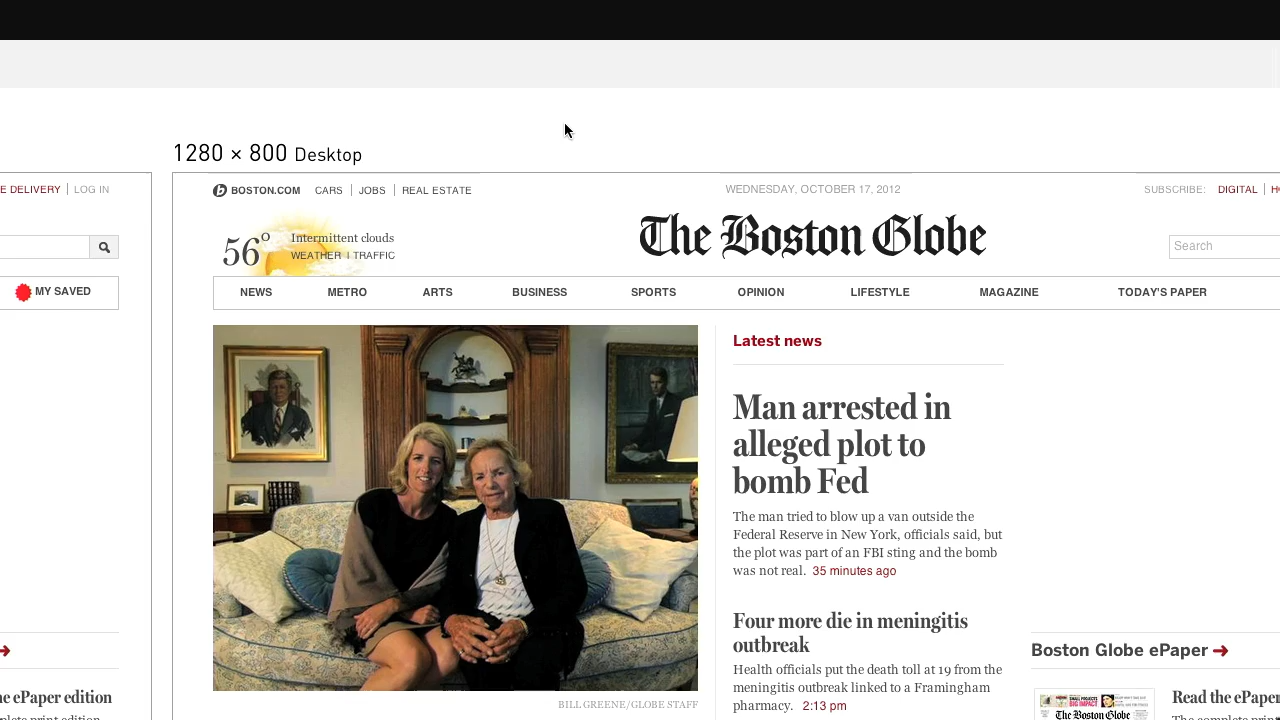 1280 × 800 Desktop
E DELIVERY | LOG IN
MY SAVED
e ePaper edition
BOSTON.COM CARS | JOBS | REAL ESTATE
WEDNESDAY, OCTOBER 17, 2012
SUBSCRIBE: DIGITAL |
56° Intermittent clouds
WEATHER | TRAFFIC
The Boston Globe
Search
NEWS METRO ARTS BUSINESS SPORTS OPINION LIFESTYLE MAGAZINE TODAY'S PAPER
BILL GREENE/GLOBE STAFF
Latest news
Man arrested in
alleged plot to
bomb Fed
The man tried to blow up a van outside the
Federal Reserve in New York, officials said, but
the plot was part of an FBI sting and the bomb
was not real. 35 minutes ago
Four more die in meningitis
outbreak
Health officials put the death toll at 19 from the
meningitis outbreak linked to a Framingham
pharmacy. 2:13 pm
Boston Globe ePaper
The Boston Globe
Read the ePaper